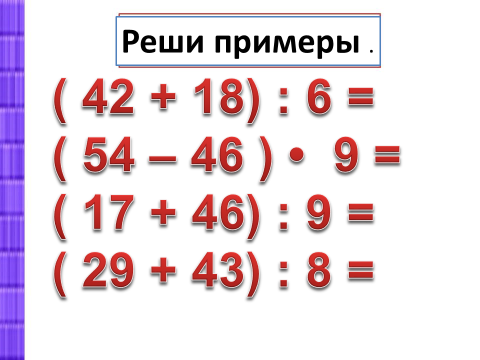 Реши примеры .
( 42 + 18) : 6 =
( 54 – 46 ) • 9 =
( 17 + 46) : 9 =
( 29 + 43) : 8 =